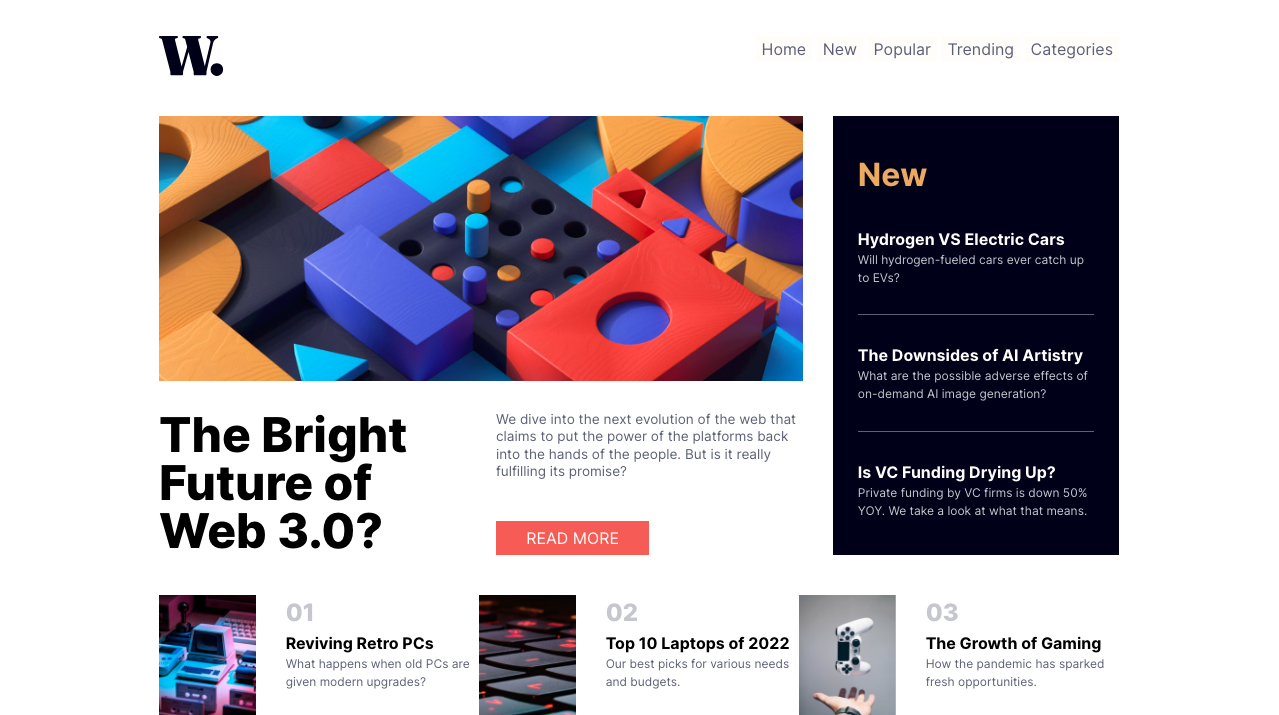 W.
Home New Popular Trending Categories
The Bright
Future of
Web 3.0?
We dive into the next evolution of the web that
claims to put the power of the platforms back
into the hands of the people. But is it really
fulfilling its promise?
READ MORE
New
Hydrogen VS Electric Cars
Will hydrogen-fueled cars ever catch up
to EVs?
The Downsides of AI Artistry
What are the possible adverse effects of
on-demand AI image generation?
Is VC Funding Drying Up?
Private funding by VC firms is down 50%
YOY. We take a look at what that means.
01
Reviving Retro PCs
What happens when old PCs are
given modern upgrades?
02
Top 10 Laptops of 2022
Our best picks for various needs
and budgets.
03
The Growth of Gaming
How the pandemic has sparked
fresh opportunities.